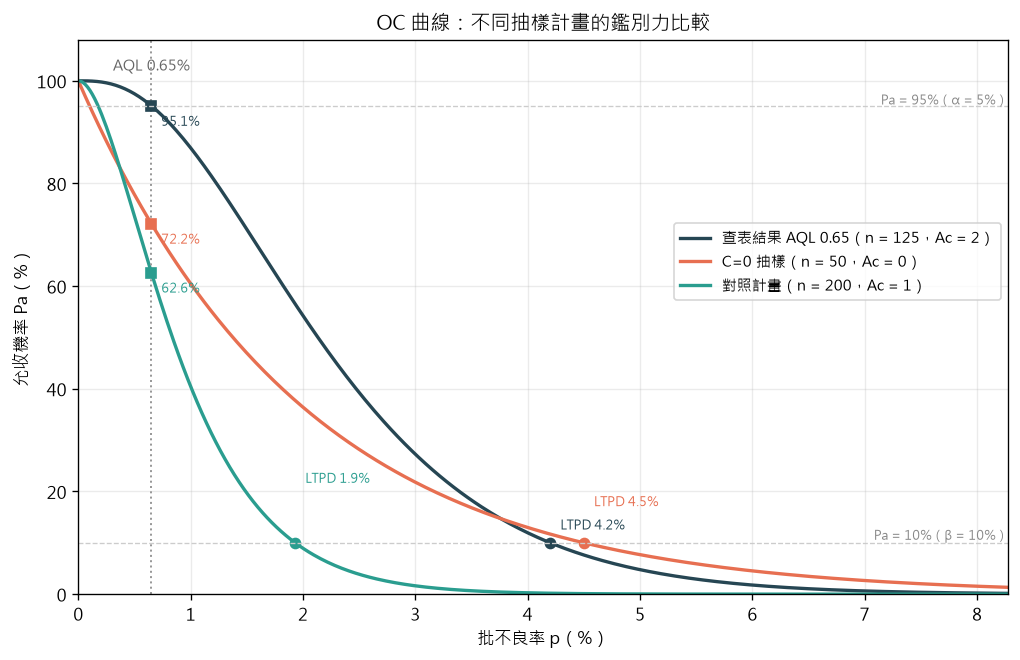 OC 曲線：不同抽樣計畫的鑑別力比較
AQL 0.65%
Pa = 95% ( α = 5% )
95.1%
72.2%
62.6%
查表結果 AQL 0.65 ( n = 125，Ac = 2 )
C=0 抽樣 ( n = 50，Ac = 0 )
對照計畫 ( n = 200，Ac = 1 )
LTPD 1.9%
LTPD 4.5%
LTPD 4.2%
Pa = 10% ( β = 10% )
允收機率 Pa ( % )
100
80
60
40
20
0
0 1 2 3 4 5 6 7 8
批不良率 p ( % )